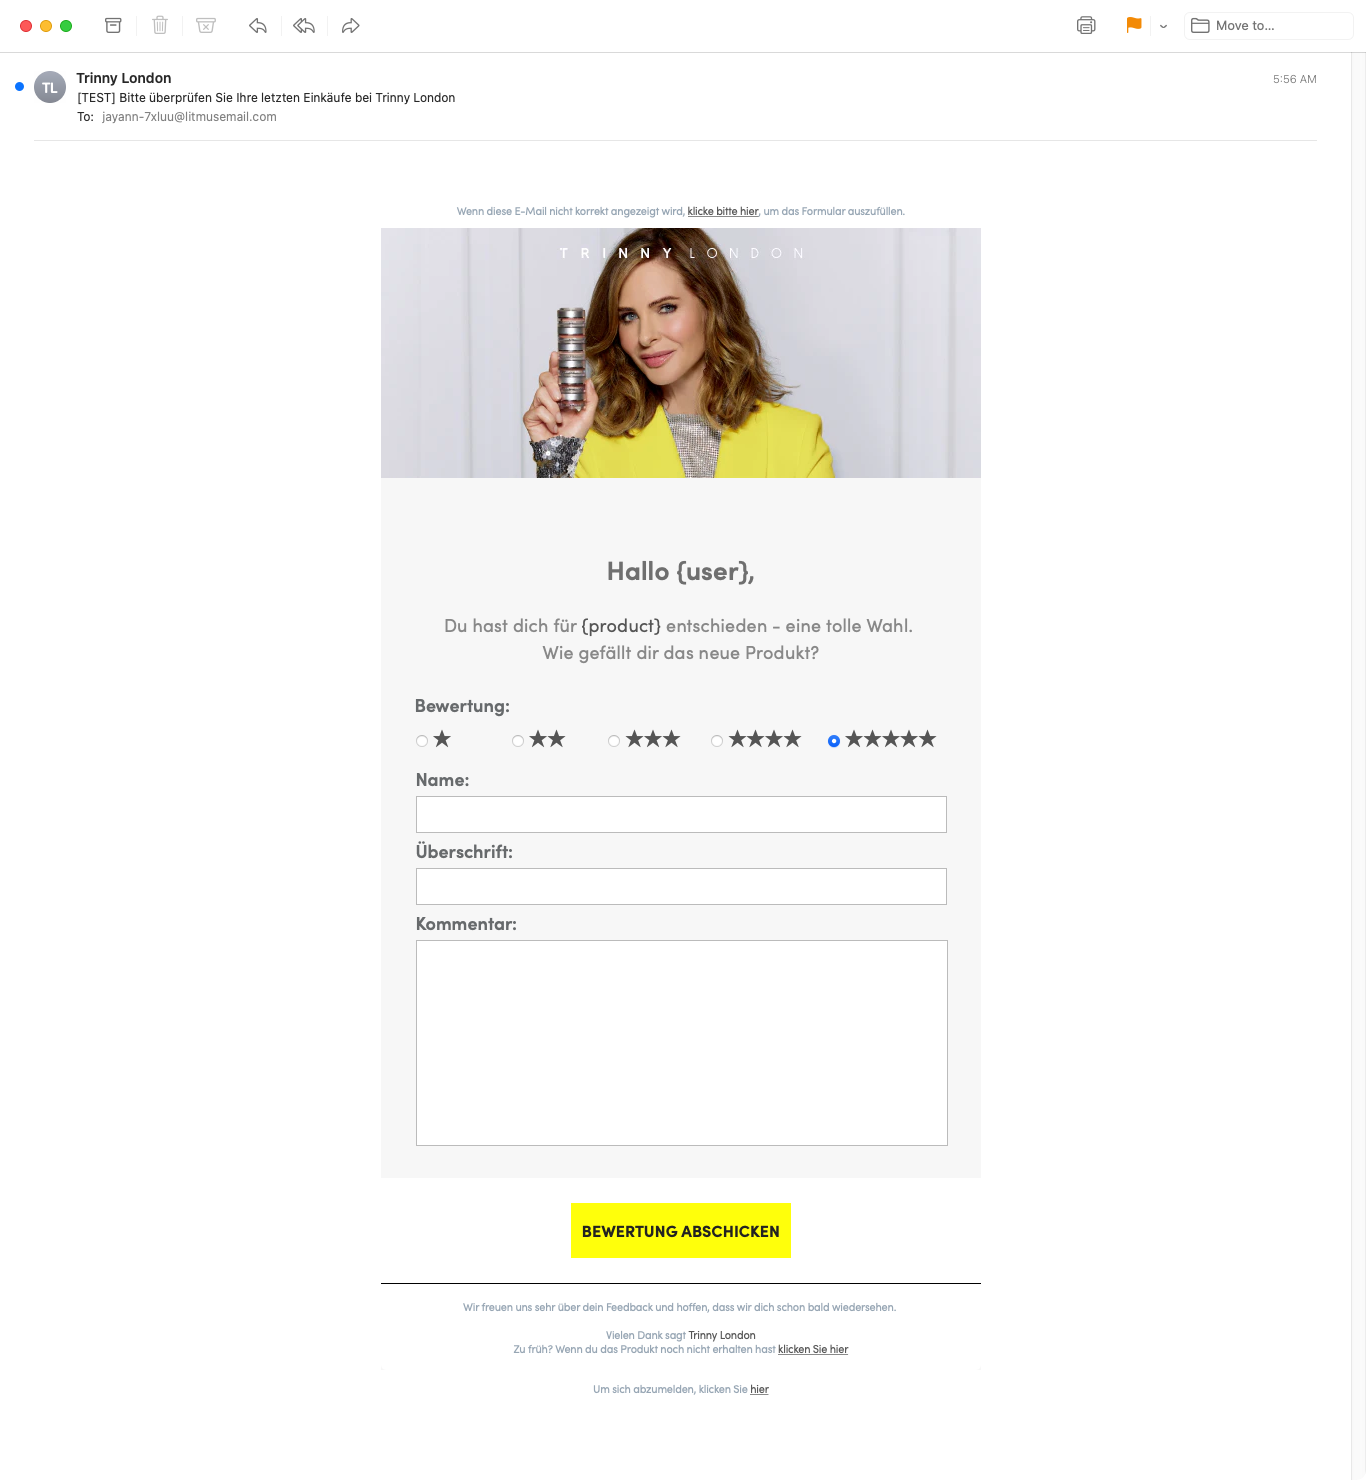 Move to...
TL
Trinny London
5:56 AM
[TEST] Bitte überprüfen Sie Ihre letzten Einkäufe bei Trinny London
To: jayann-7xluu@litmusemail.com
Wenn diese E-Mail nicht korrekt angezeigt wird, klicke bitte hier, um das Formular auszufüllen.
TRINNY LONDON
Hallo {user},
Du hast dich für {product} entschieden - eine tolle Wahl.
Wie gefällt dir das neue Produkt?
Bewertung:
★ ★★ ★★★ ★★★★ ★★★★★
Name:
Überschrift:
Kommentar:
BEWERTUNG ABSCHICKEN
Wir freuen uns sehr über dein Feedback und hoffen, dass wir dich schon bald wiedersehen.
Vielen Dank sagt Trinny London
Zu früh? Wenn du das Produkt noch nicht erhalten hast klicken Sie hier
Um sich abzumelden, klicken Sie hier